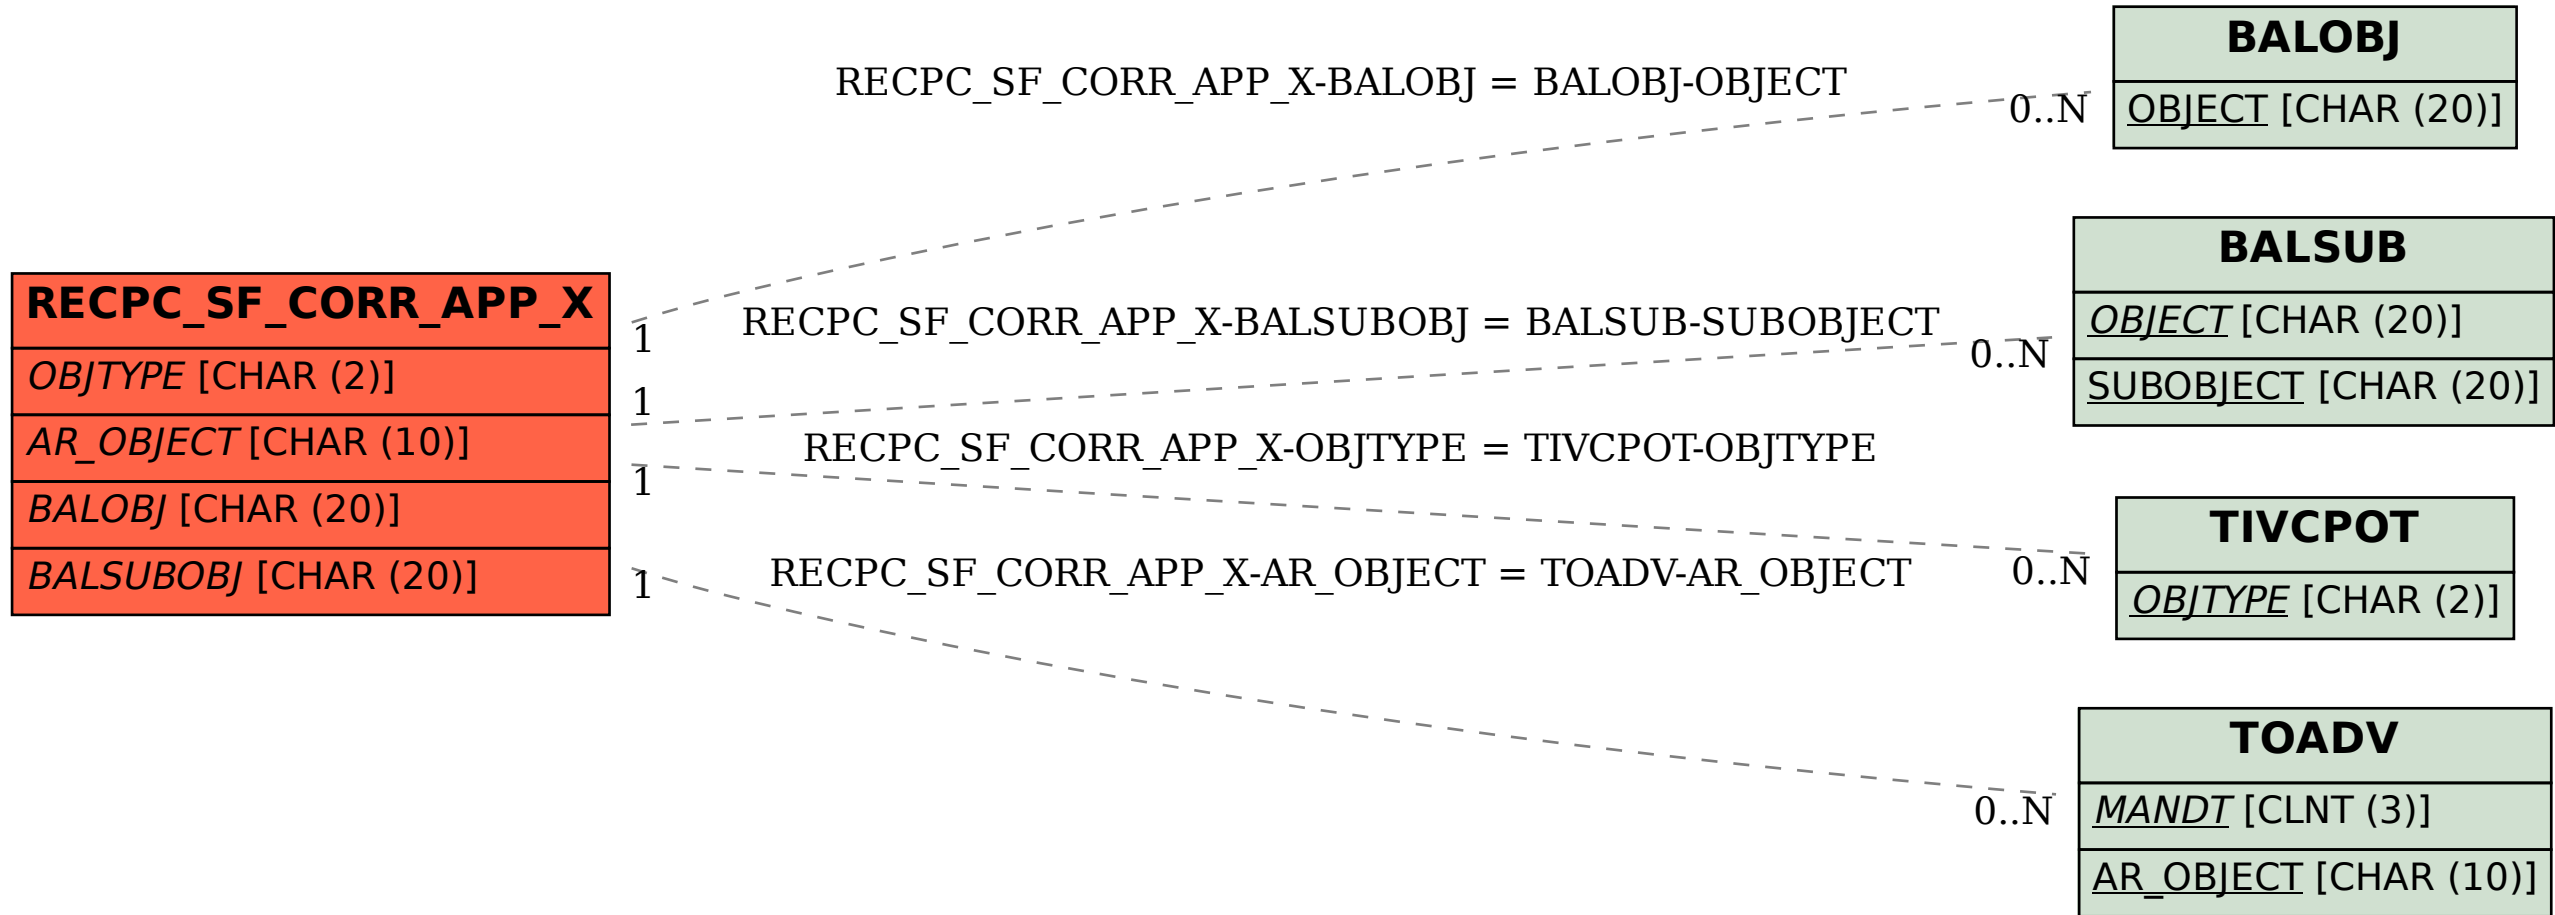 RECPC_SF_CORR_APP_X
OBJTYPE [CHAR (2)]
AR_OBJECT [CHAR (10)]
BALOBJ [CHAR (20)]
BALSUBOBJ [CHAR (20)]
RECPC_SF_CORR_APP_X-BALOBJ = BALOBJ-OBJECT
1
0..N
RECPC_SF_CORR_APP_X-BALSUBOBJ = BALSUB-SUBOBJECT
1
0..N
RECPC_SF_CORR_APP_X-OBJTYPE = TIVCPOT-OBJTYPE
1
0..N
RECPC_SF_CORR_APP_X-AR_OBJECT = TOADV-AR_OBJECT
1
0..N
BALOBJ
OBJECT [CHAR (20)]
BALSUB
OBJECT [CHAR (20)]
SUBOBJECT [CHAR (20)]
TIVCPOT
OBJTYPE [CHAR (2)]
TOADV
MANDT [CLNT (3)]
AR_OBJECT [CHAR (10)]